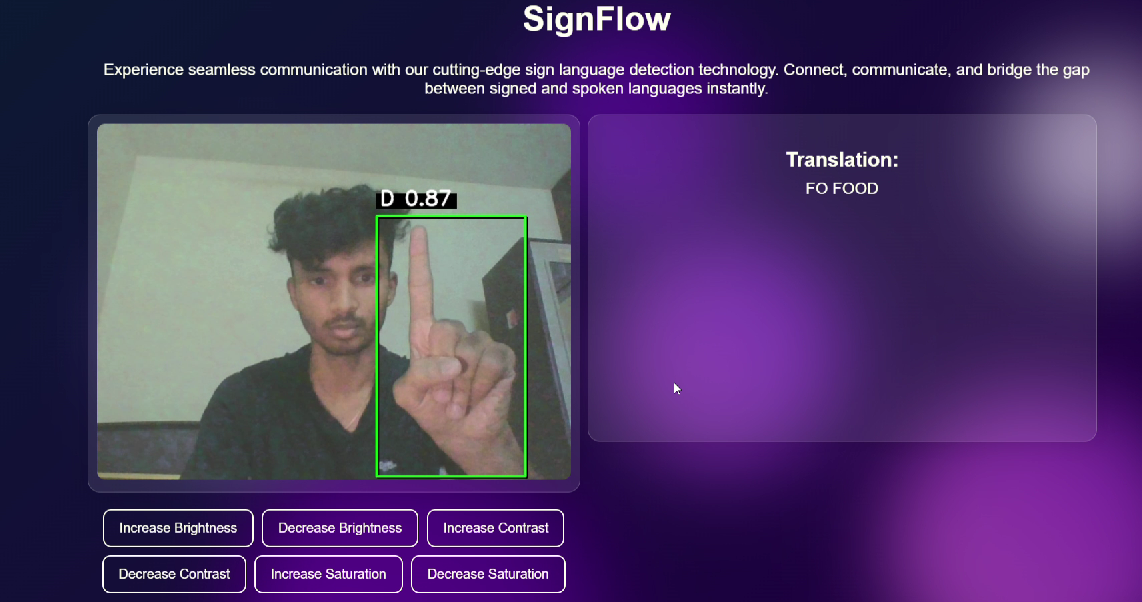 SignFlow
Experience seamless communication with our cutting-edge sign language detection technology. Connect, communicate, and bridge the gap
between signed and spoken languages instantly.
D 0.87
Translation:
FO FOOD
Increase Brightness
Decrease Brightness
Increase Contrast
Decrease Contrast
Increase Saturation
Decrease Saturation